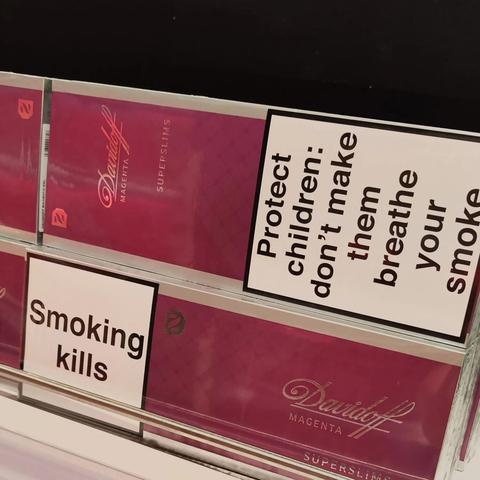 Davidoff
MAGENTA
SUPERSLIMS
Protect
children:
don't make
them
breathe
your
smoke
Smoking
kills
Davidoff
MAGENTA
SUPERSLIMS